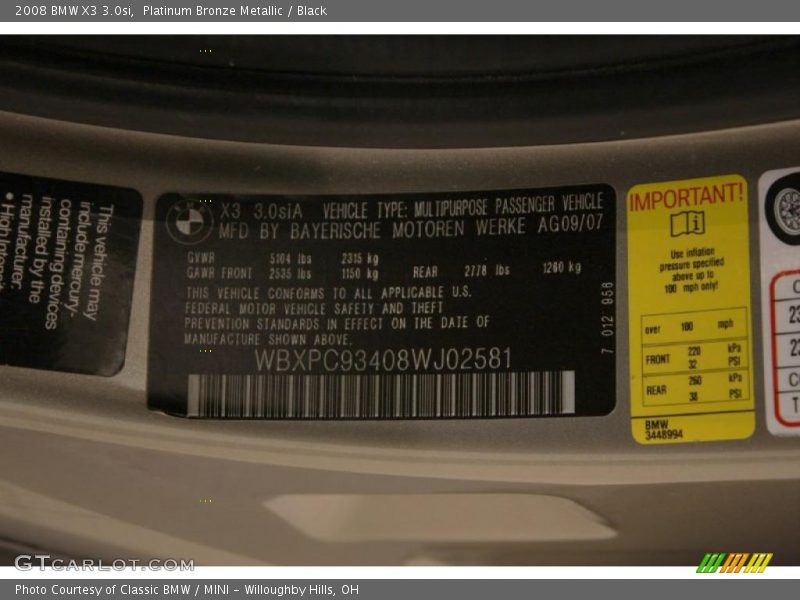 2008 BMW X3 3.0si,  Platinum Bronze Metallic / Black
This vehicle may
include mercury-
containing devices
installed by the
manufacturer:
X3 3.0siA VEHICLE TYPE: MULTIPURPOSE PASSENGER VEHICLE
MFD BY BAYERISCHE MOTOREN WERKE AG09/07
GVWR 5104 lbs 2315 kg
GAWR FRONT 2535 lbs 1150 kg REAR 2778 lbs 1260 kg
THIS VEHICLE CONFORMS TO ALL APPLICABLE U.S.
FEDERAL MOTOR VEHICLE SAFETY AND THEFT
PREVENTION STANDARDS IN EFFECT ON THE DATE OF
MANUFACTURE SHOWN ABOVE.
WBXPC93408WJ02581
7 012 956
IMPORTANT!
Use inflation
pressure specified
above up to
100 mph only!
over 100 mph
FRONT 220 kPa
32 PSI
REAR 260 kPa
38 PSI
BMW
3448994
GTCARLOT.COM
Photo Courtesy of Classic BMW / MINI - Willoughby Hills, OH